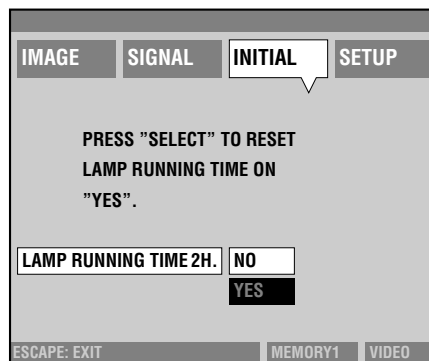 IMAGE SIGNAL INITIAL SETUP
PRESS ”SELECT” TO RESET
LAMP RUNNING TIME ON
”YES”.
LAMP RUNNING TIME 2H. NO
YES
ESCAPE: EXIT MEMORY1 VIDEO